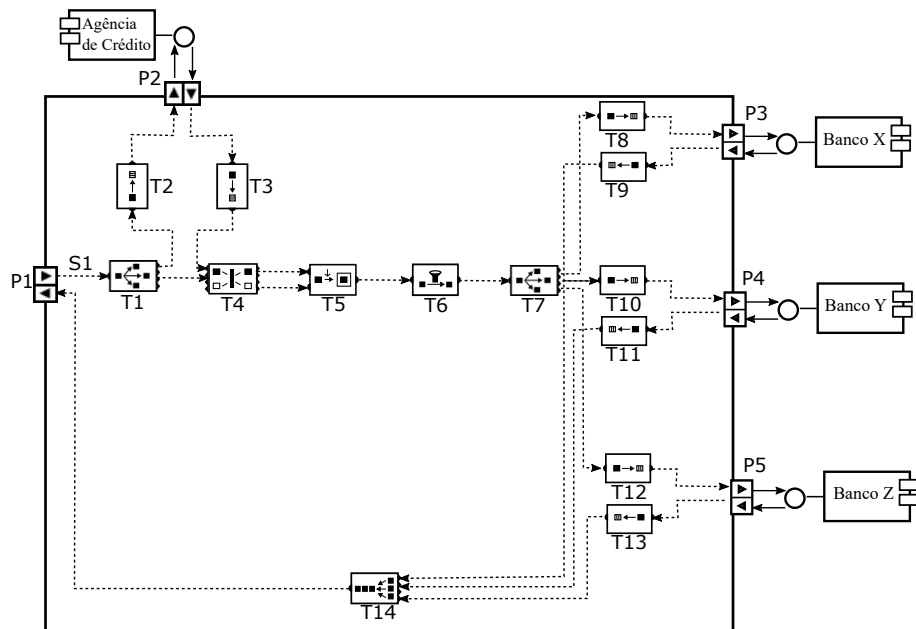 Agência
de Crédito
P2
P3
Banco X
T8
T2
T3
T9
P1
S1
T1
T4
T5
T6
T7
T10
P4
Banco Y
T11
P5
T12
Banco Z
T13
T14